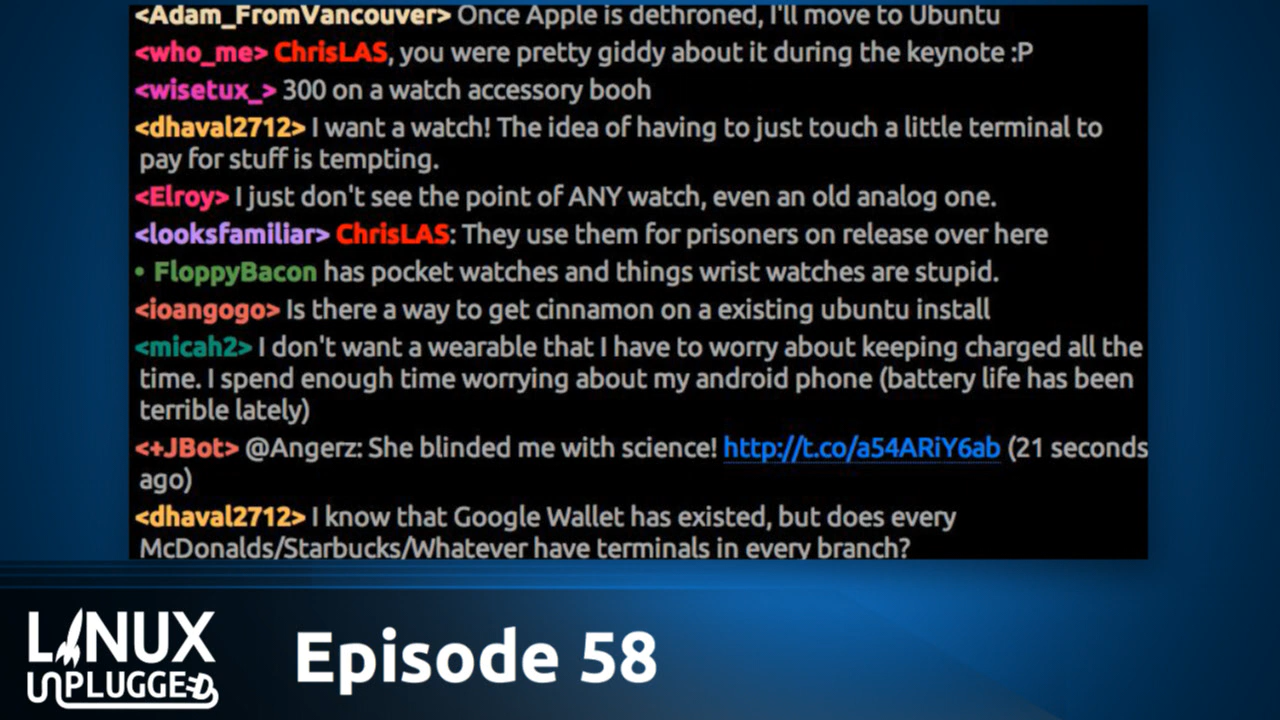 <Adam_FromVancouver> Once Apple is dethroned, I'll move to Ubuntu
<who_me> ChrisLAS, you were pretty giddy about it during the keynote :P
<wisetux_> 300 on a watch accessory booh
<dhaval2712> I want a watch! The idea of having to just touch a little terminal to
pay for stuff is tempting.
<Elroy> I just don't see the point of ANY watch, even an old analog one.
<looksfamiliar> ChrisLAS: They use them for prisoners on release over here
• FloppyBacon has pocket watches and things wrist watches are stupid.
<ioangogo> Is there a way to get cinnamon on a existing ubuntu install
<micah2> I don't want a wearable that I have to worry about keeping charged all the
time. I spend enough time worrying about my android phone (battery life has been
terrible lately)
<+JBot> @Angerz: She blinded me with science! http://t.co/a54ARiY6ab (21 seconds
ago)
<dhaval2712> I know that Google Wallet has existed, but does every
McDonalds/Starbucks/Whatever have terminals in every branch?
LINUX
UNPLUGGED
Episode 58